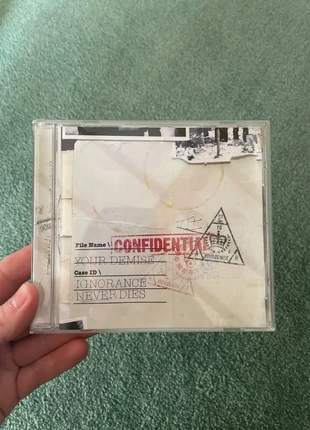 File Name \ CONFIDENTIAL
YOUR DEMISE
Case ID \
IGNORANCE
NEVER DIES